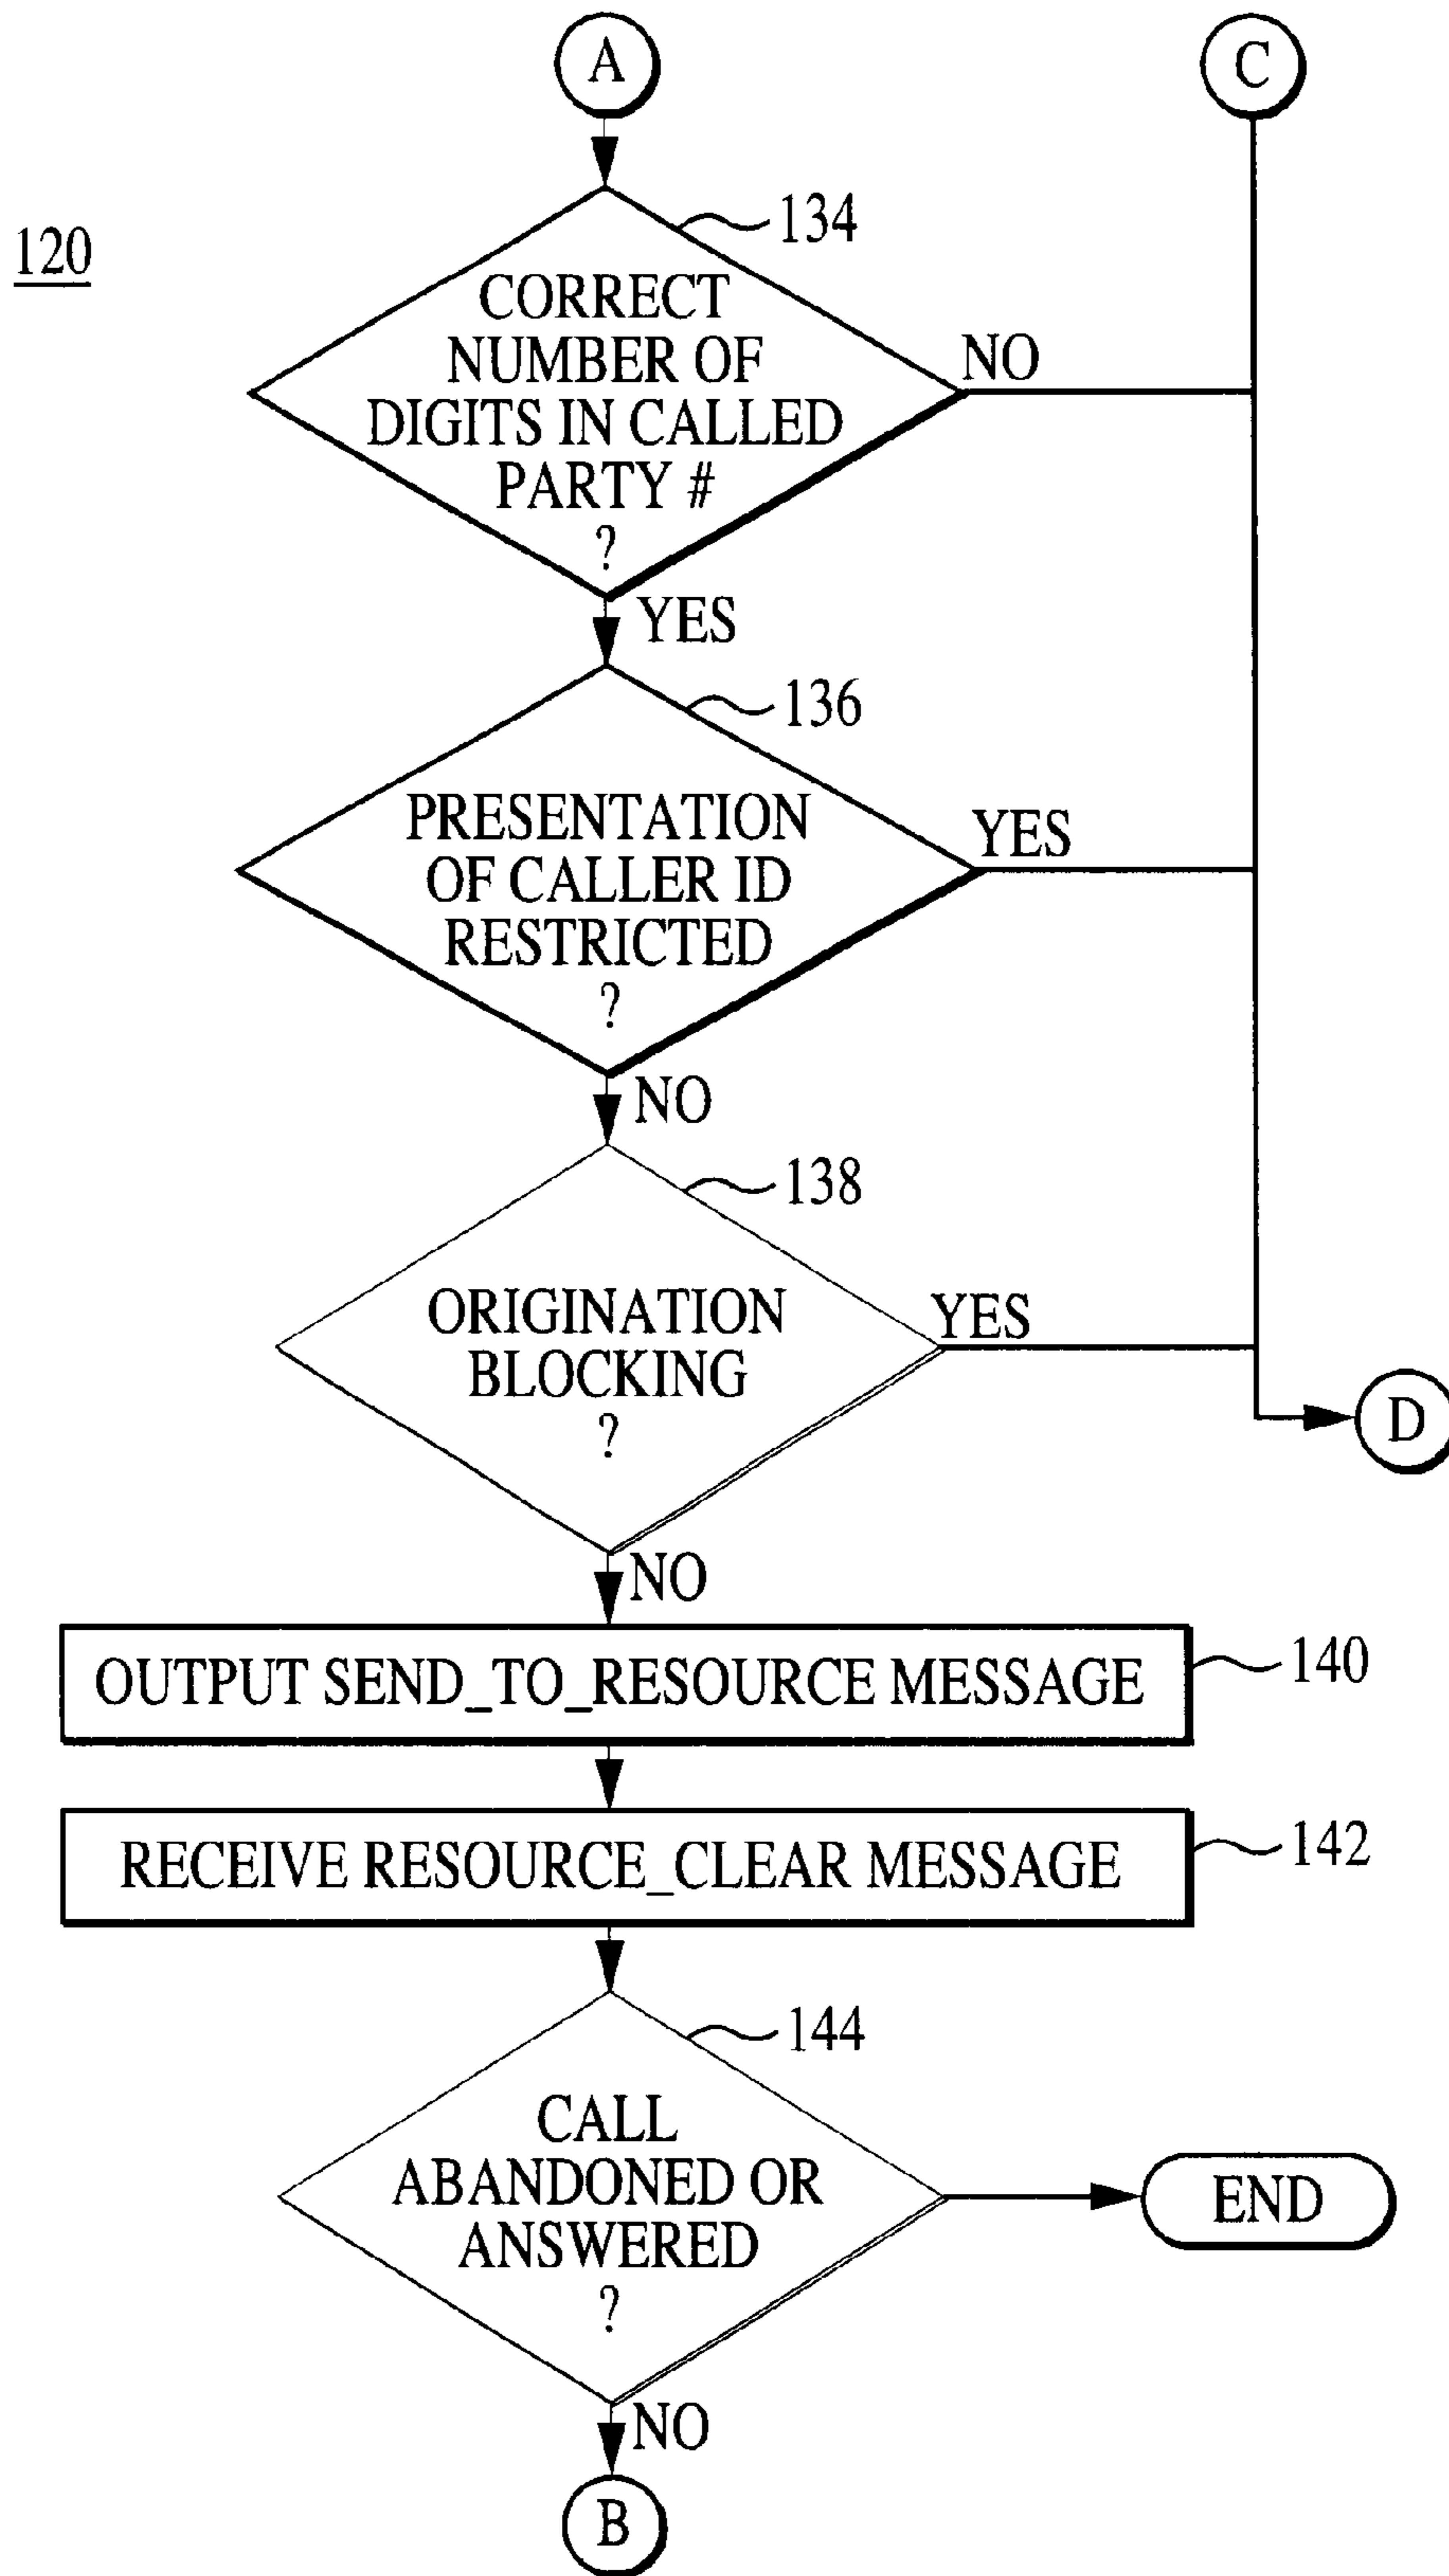 A
C
120
134
CORRECT
NUMBER OF
DIGITS IN CALLED
PARTY #
?
NO
YES
136
PRESENTATION
OF CALLER ID
RESTRICTED
?
YES
NO
138
ORIGINATION
BLOCKING
?
YES
D
NO
OUTPUT SEND_TO_RESOURCE MESSAGE
140
RECEIVE RESOURCE_CLEAR MESSAGE
142
144
CALL
ABANDONED OR
ANSWERED
?
END
NO
B